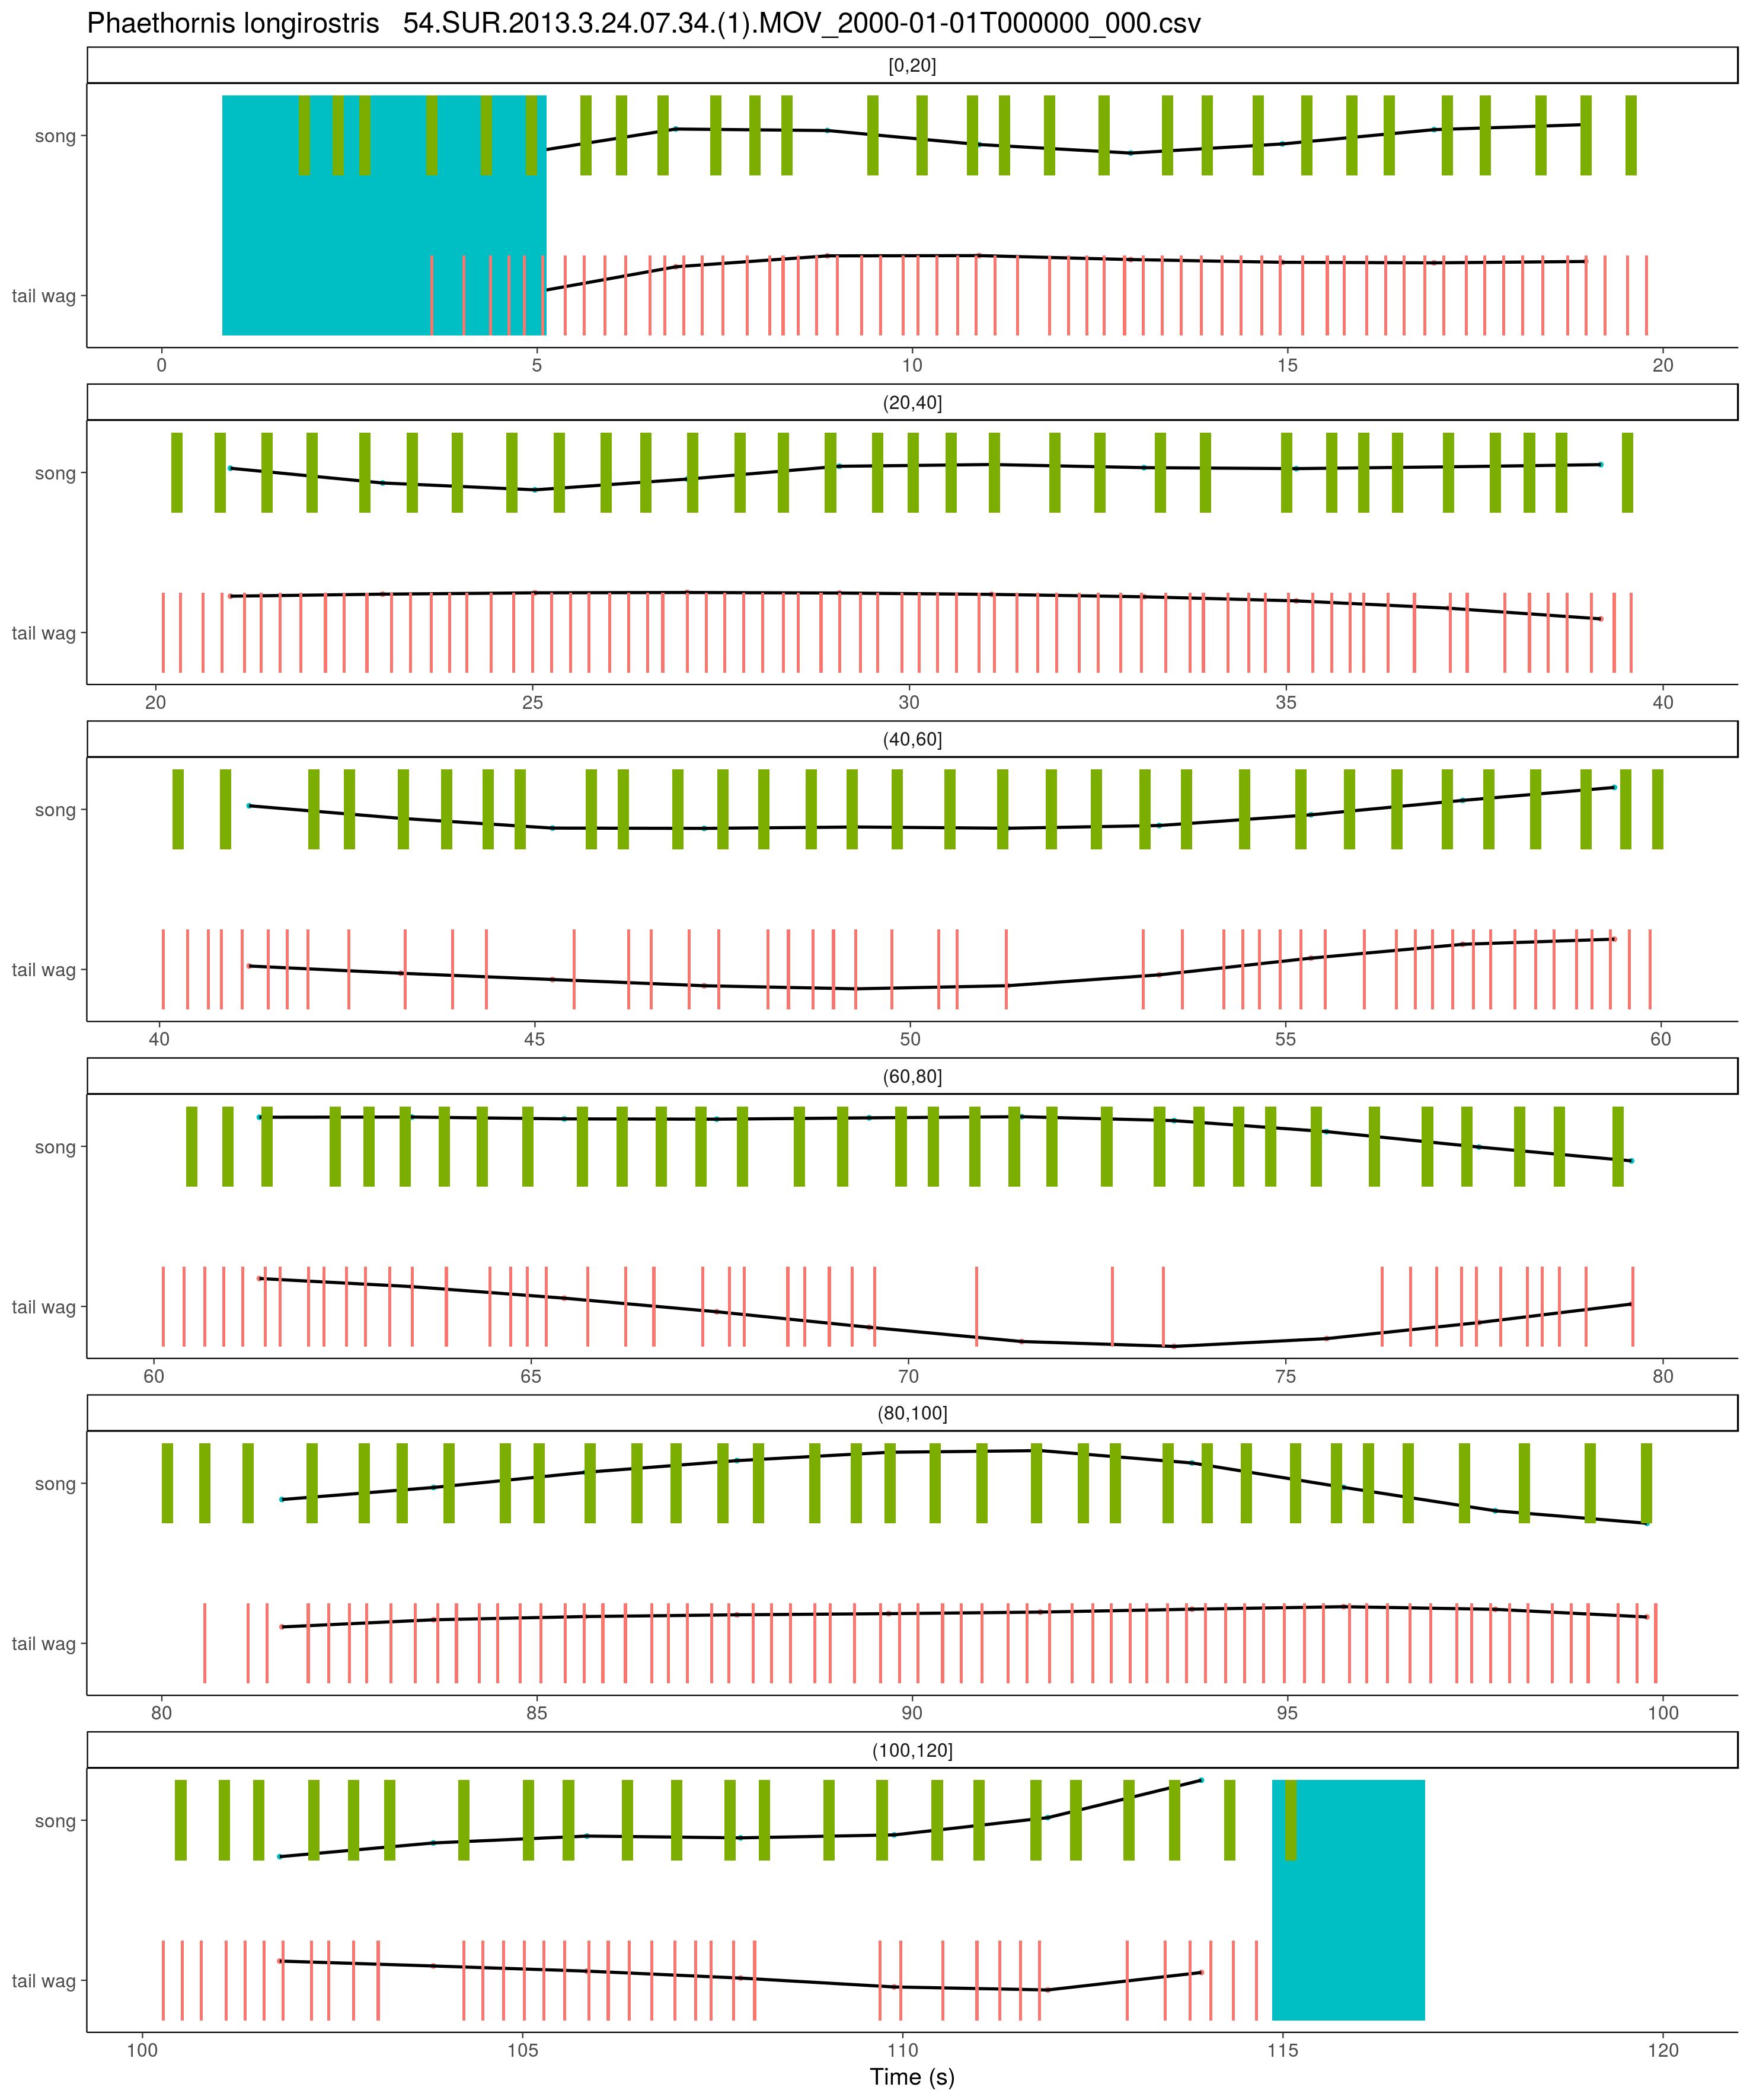 Phaethornis longirostris 54.SUR.2013.3.24.07.34.(1).MOV_2000-01-01T000000_000.csv
[0,20]
song
tail wag
0 5 10 15 20
(20,40]
song
tail wag
20 25 30 35 40
(40,60]
song
tail wag
40 45 50 55 60
(60,80]
song
tail wag
60 65 70 75 80
(80,100]
song
tail wag
80 85 90 95 100
(100,120]
song
tail wag
100 105 110 115 120
Time (s)